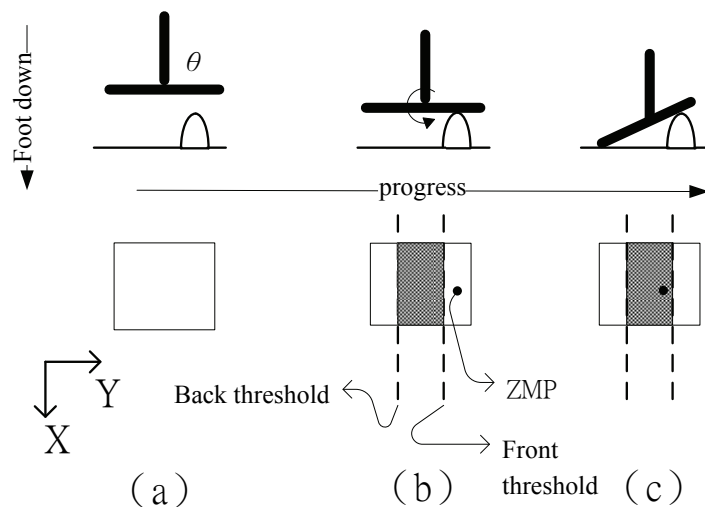 Foot down
θ
progress
Back threshold
ZMP
Front
threshold
Y
X
(a)
(b)
(c)